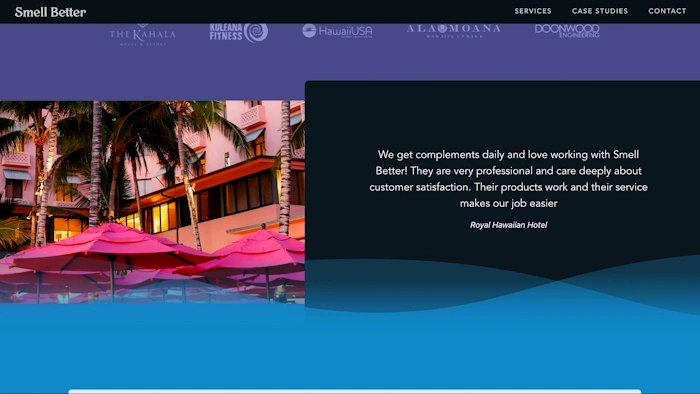 Smell Better
SERVICES CASE STUDIES CONTACT
THE KAHALA
HOTEL & RESORT
KULEANA
FITNESS
HawaiiUSA
ALA MOANA
HAWAII'S CENTER
DOONWOOD
ENGINEERING
We get complements daily and love working with Smell
Better! They are very professional and care deeply about
customer satisfaction. Their products work and their service
makes our job easier
Royal Hawaiian Hotel